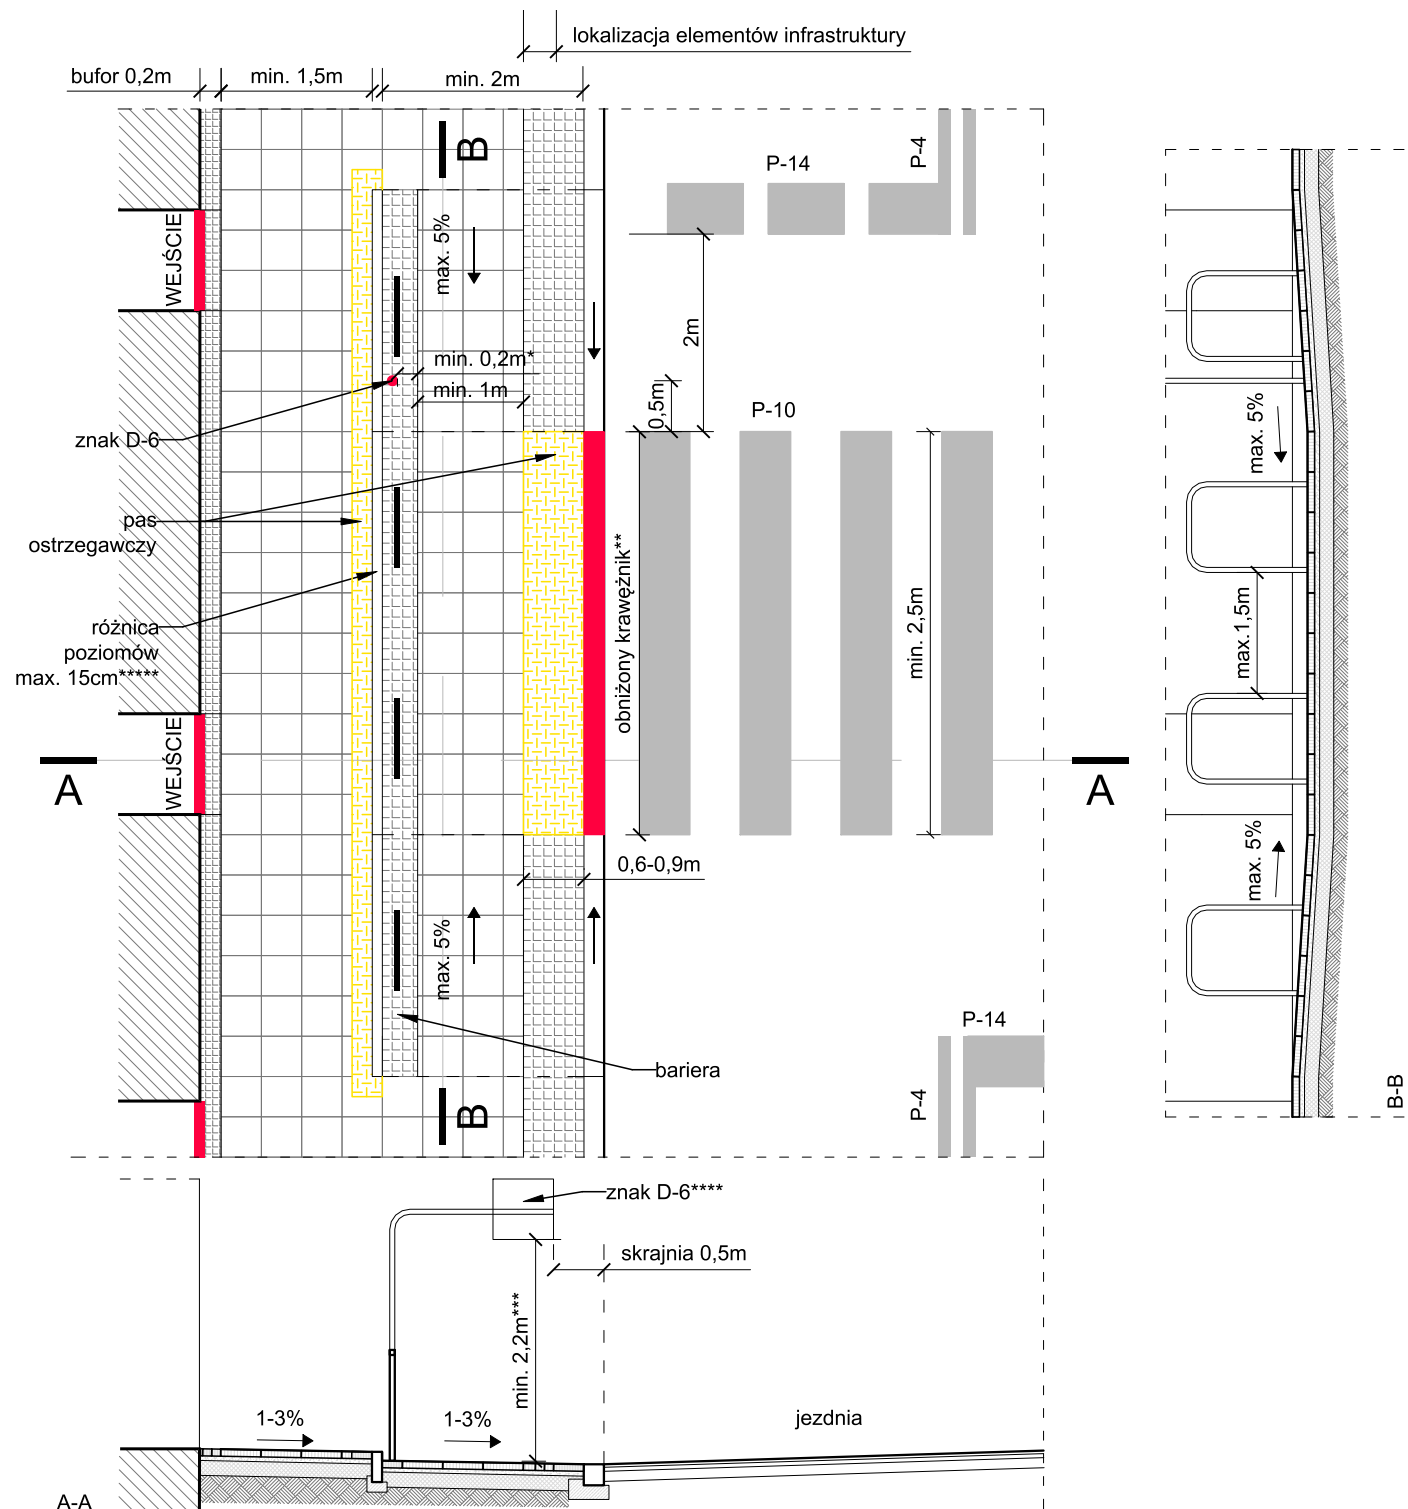 lokalizacja elementów infrastruktury
bufor 0,2m
min. 1,5m
min. 2m
B
P-14
P-4
WEJŚCIE
max. 5%
2m
min. 0,2m*
min. 1m
0,5m
P-10
znak D-6
pas
ostrzegawczy
obniżony krawężnik**
min. 2,5m
różnica
poziomów
max. 15cm*****
WEJŚCIE
A
A
0,6-0,9m
max. 5%
P-14
bariera
P-4
B
max. 5%
max.1,5m
max. 5%
B-B
znak D-6****
skrajnia 0,5m
min. 2,2m***
1-3%
1-3%
jezdnia
A-A